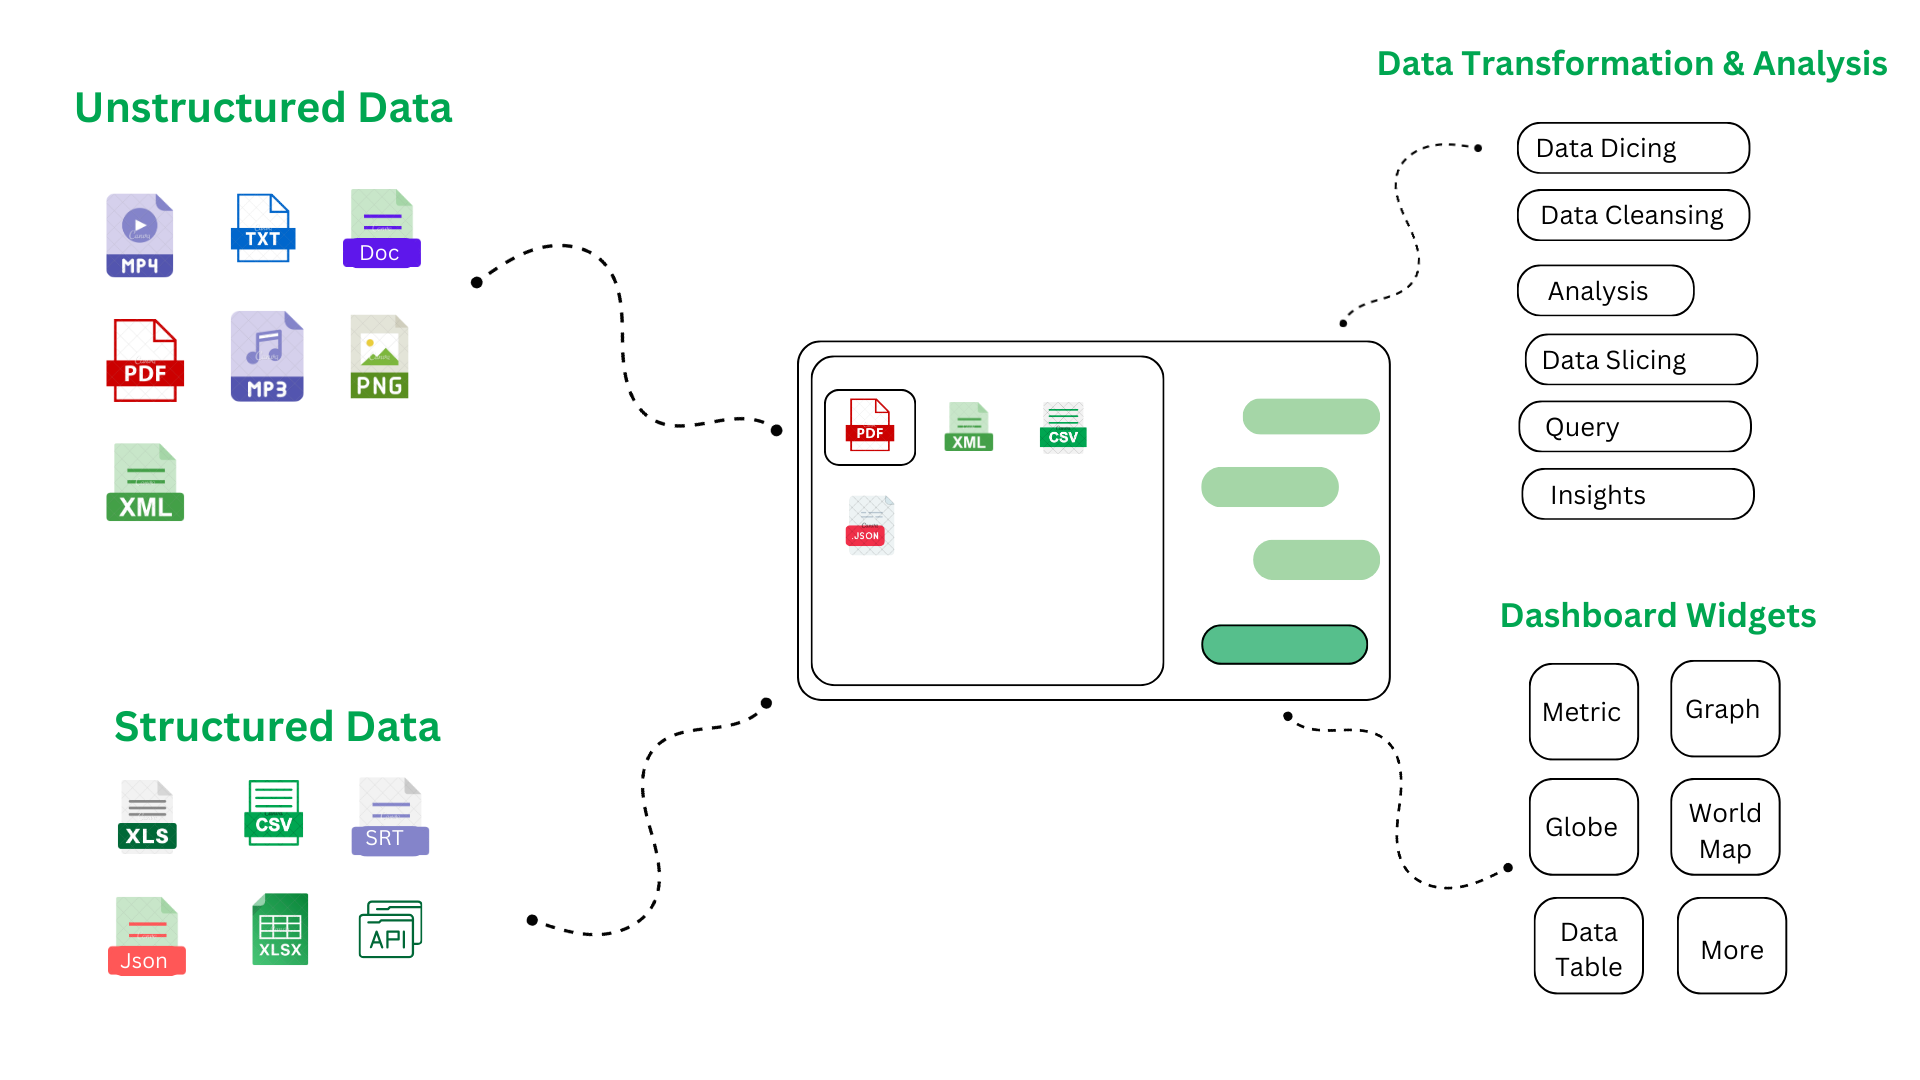 Unstructured Data
MP4
TXT
Doc
PDF
MP3
PNG
XML
Structured Data
XLS
CSV
SRT
Json
XLSX
API
PDF
XML
CSV
.JSON
Data Transformation & Analysis
Data Dicing
Data Cleansing
Analysis
Data Slicing
Query
Insights
Dashboard Widgets
Metric
Graph
Globe
World
Map
Data
Table
More